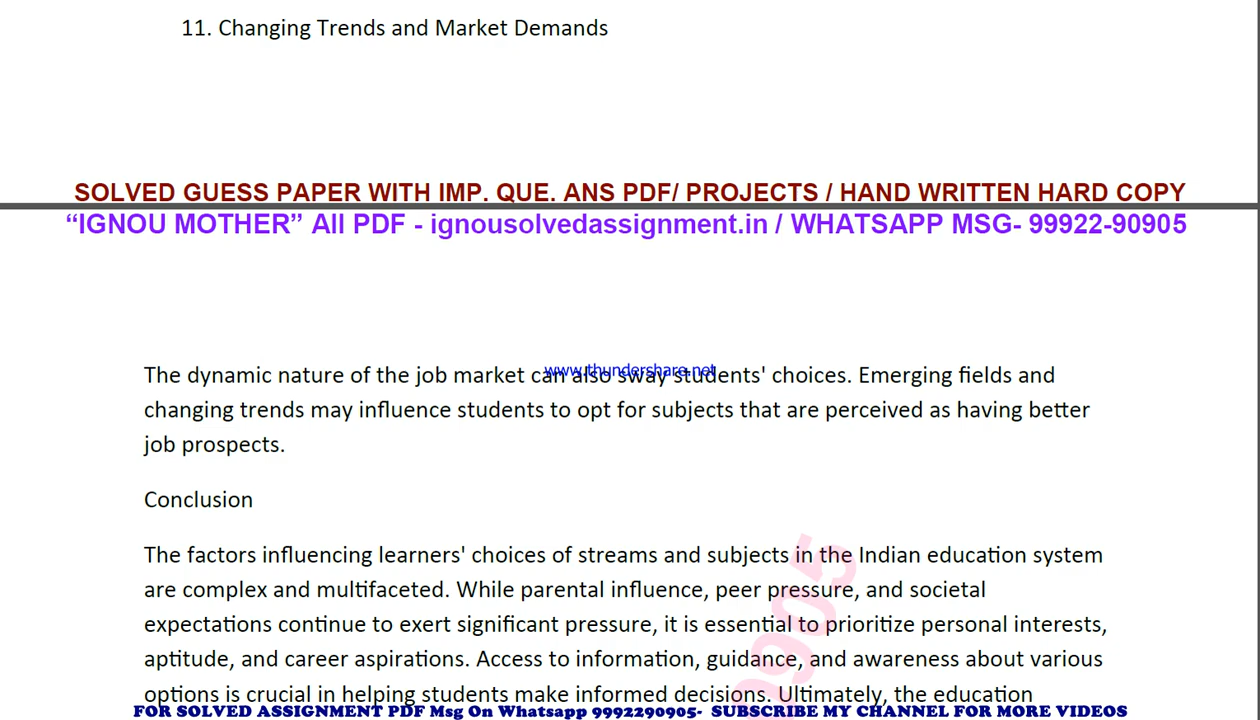 11. Changing Trends and Market Demands
SOLVED GUESS PAPER WITH IMP. QUE. ANS PDF/ PROJECTS / HAND WRITTEN HARD COPY
“IGNOU MOTHER” All PDF - ignousolvedassignment.in / WHATSAPP MSG- 99922-90905
www.thundershare.net
The dynamic nature of the job market can also sway students' choices. Emerging fields and
changing trends may influence students to opt for subjects that are perceived as having better
job prospects.
Conclusion
The factors influencing learners' choices of streams and subjects in the Indian education system
are complex and multifaceted. While parental influence, peer pressure, and societal
expectations continue to exert significant pressure, it is essential to prioritize personal interests,
aptitude, and career aspirations. Access to information, guidance, and awareness about various
options is crucial in helping students make informed decisions. Ultimately, the education
FOR SOLVED ASSIGNMENT PDF Msg On Whatsapp 9992290905- SUBSCRIBE MY CHANNEL FOR MORE VIDEOS